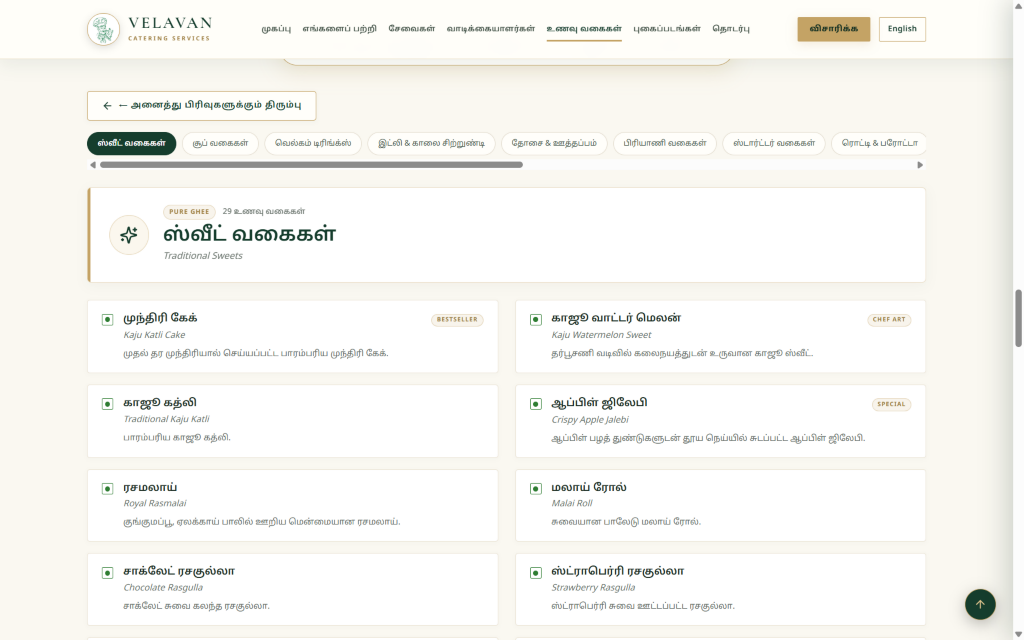 VELAVAN
CATERING SERVICES
முகப்பு
எங்களைப் பற்றி
சேவைகள்
வாடிக்கையாளர்கள்
உணவு வகைகள்
புகைப்படங்கள்
தொடர்பு
விசாரிக்க
English
← ← அனைத்து பிரிவுகளுக்கும் திரும்பு
ஸ்வீட் வகைகள்
சூப் வகைகள்
வெல்கம் டிரிங்க்ஸ்
இட்லி & காலை சிற்றுண்டி
தோசை & ஊத்தப்பம்
பிரியாணி வகைகள்
ஸ்டார்ட்டர் வகைகள்
ரொட்டி & பரோட்டா
PURE GHEE
29 உணவு வகைகள்
ஸ்வீட் வகைகள்
Traditional Sweets
முந்திரி கேக்
BESTSELLER
Kaju Katli Cake
முதல் தர முந்திரியால் செய்யப்பட்ட பாரம்பரிய முந்திரி கேக்.
காஜூ வாட்டர் மெலன்
CHEF ART
Kaju Watermelon Sweet
தர்பூசணி வடிவில் கலைநயத்துடன் உருவான காஜூ ஸ்வீட்.
காஜூ கத்லி
Traditional Kaju Katli
பாரம்பரிய காஜூ கத்லி.
ஆப்பிள் ஜிலேபி
SPECIAL
Crispy Apple Jalebi
ஆப்பிள் பழத் துண்டுகளுடன் தூய நெய்யில் சுடப்பட்ட ஆப்பிள் ஜிலேபி.
ரசமலாய்
Royal Rasmalai
குங்குமப்பூ, ஏலக்காய் பாலில் ஊறிய மென்மையான ரசமலாய்.
மலாய் ரோல்
Malai Roll
சுவையான பாலேடு மலாய் ரோல்.
சாக்லேட் ரசகுல்லா
Chocolate Rasgulla
சாக்லேட் சுவை கலந்த ரசகுல்லா.
ஸ்ட்ராபெர்ரி ரசகுல்லா
Strawberry Rasgulla
ஸ்ட்ராபெர்ரி சுவை ஊட்டப்பட்ட ரசகுல்லா.